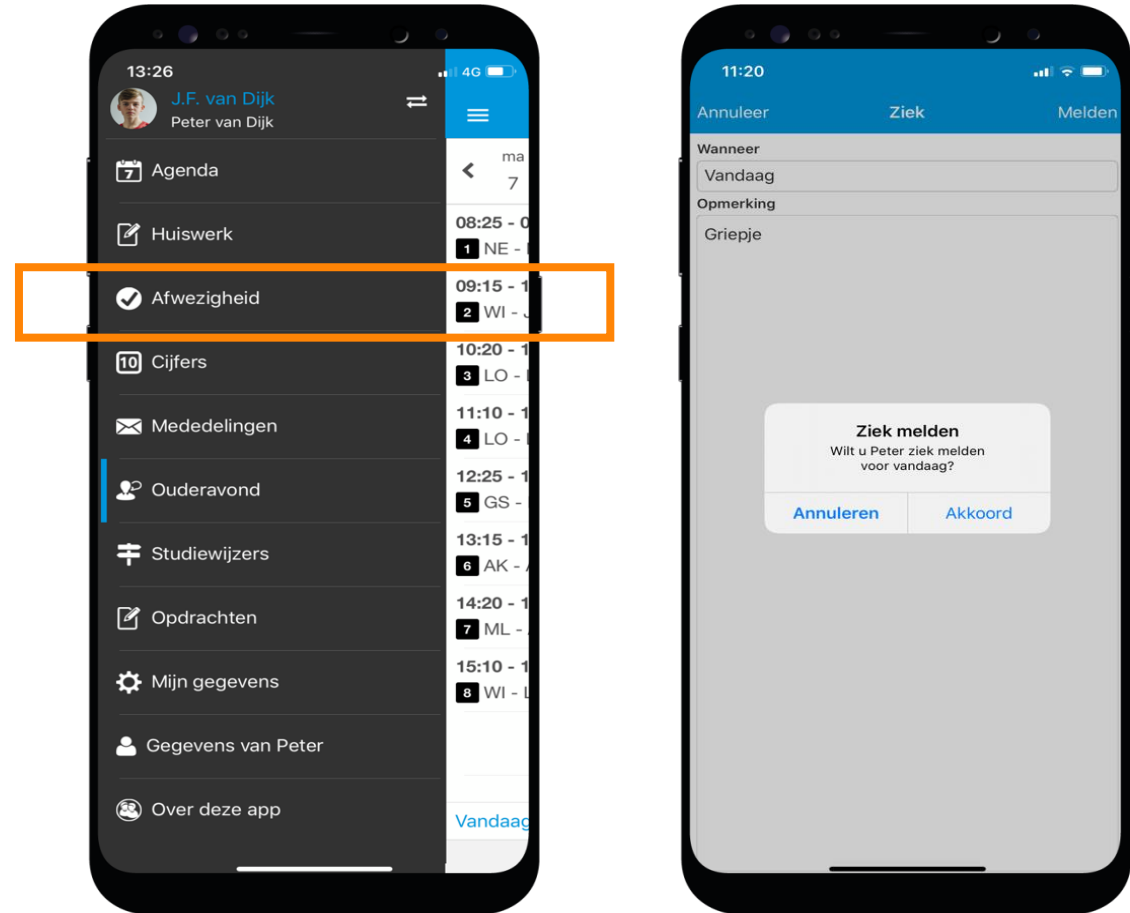 13:26
4G
J.F. van Dijk
Peter van Dijk
7
Agenda
Huiswerk
Afwezigheid
10
Cijfers
Mededelingen
Ouderavond
Studiewijzers
Opdrachten
Mijn gegevens
Gegevens van Peter
Over deze app
ma
7
08:25 - 0
1 NE -
09:15 - 1
2 WI -
10:20 - 1
3 LO -
11:10 - 1
4 LO -
12:25 - 1
5 GS -
13:15 - 1
6 AK -
14:20 - 1
7 ML -
15:10 - 1
8 WI -
Vandaag
11:20
Annuleer Ziek Melden
Wanneer
Vandaag
Opmerking
Griepje
Ziek melden
Wilt u Peter ziek melden
voor vandaag?
Annuleren Akkoord